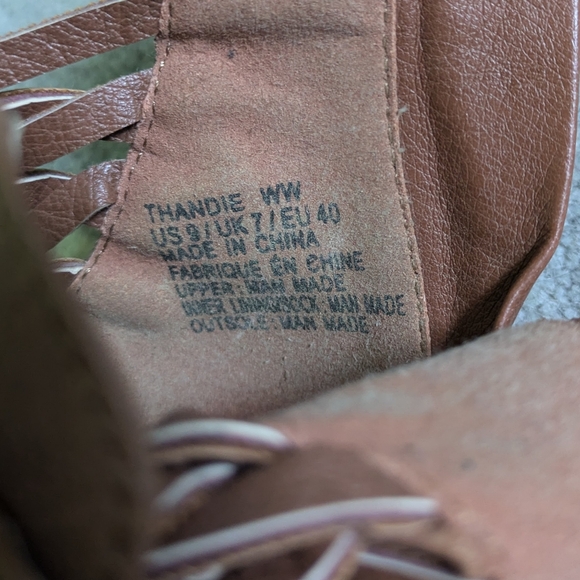 THANDIE WW
US 9 / UK 7 / EU 40
MADE IN CHINA
FABRIQUE EN CHINE
UPPER: MAN MADE
INNER LINING/SOCK: MAN MADE
OUTSOLE: MAN MADE